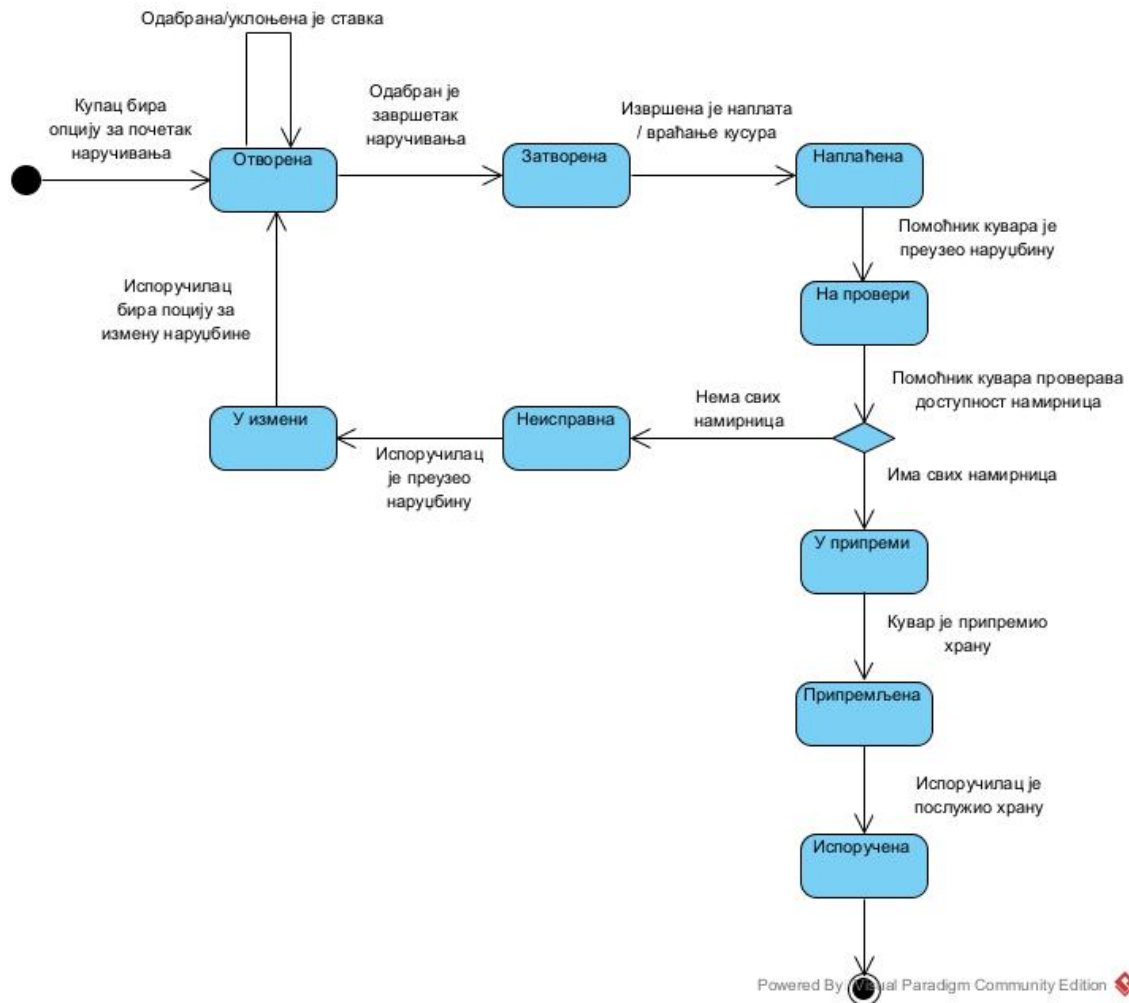 Одабрана/уклоњена је ставка
Купац бира
опцију за почетак
наручивања
Отворена
Одабран је
завршетак
наручивања
Затворена
Извршена је наплата
/ враћање кусура
Наплаћена
Помоћник кувара је
преузео наруџбину
На провери
Помоћник кувара проверава
доступност намирница
Нема свих
намирница
Неисправна
Испоручилац
је преузео
наруџбину
У измени
Испоручилац
бира поцију за
измену наруџбине
Има свих намирница
У припреми
Кувар је припремио
храну
Припремљена
Испоручилац је
послужио храну
Испоручена
Powered By Visual Paradigm Community Edition